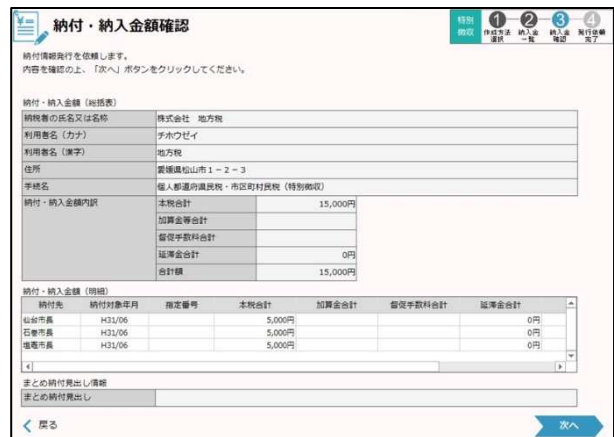 納付・納入金額確認
特別徴収
1 2 3 4
作成方法選択 納入金一覧 納入金確認 発行依頼完了
納付情報発行を依頼します。
内容を確認の上、「次へ」ボタンをクリックしてください。
納付・納入金額（総括表）
納税者の氏名又は名称 株式会社　地方税
利用者名（カナ） チホウゼイ
利用者名（漢字） 地方税
住所 愛媛県松山市１－２－３
手続名 個人都道府県民税・市区町村民税（特別徴収）
納付・納入金額内訳 本税合計 15,000円
加算金等合計
督促手数料合計
延滞金合計 0円
合計額 15,000円
納付・納入金額（明細）
納付先 納付対象年月 指定番号 本税合計 加算金合計 督促手数料合計 延滞金合計
仙台市長 H31/06 5,000円 0円
石巻市長 H31/06 5,000円 0円
塩竈市長 H31/06 5,000円 0円
まとめ納付見出し情報
まとめ納付見出し
戻る
次へ